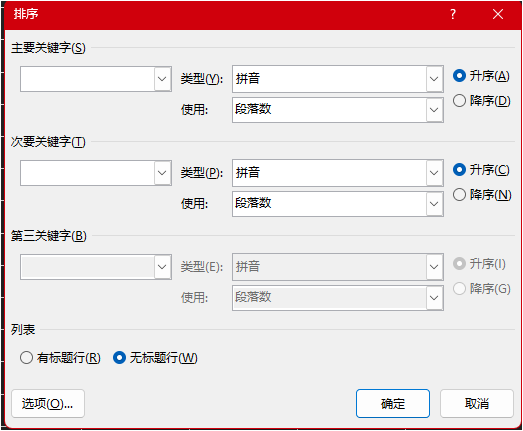 排序 ?
主要关键字(S)
类型(Y): 拼音 升序(A)
使用: 段落数 降序(D)
次要关键字(T)
类型(P): 拼音 升序(C)
使用: 段落数 降序(N)
第三关键字(B)
类型(E): 拼音 升序(I)
使用: 段落数 降序(G)
列表
有标题行(R) 无标题行(W)
选项(O)... 确定 取消